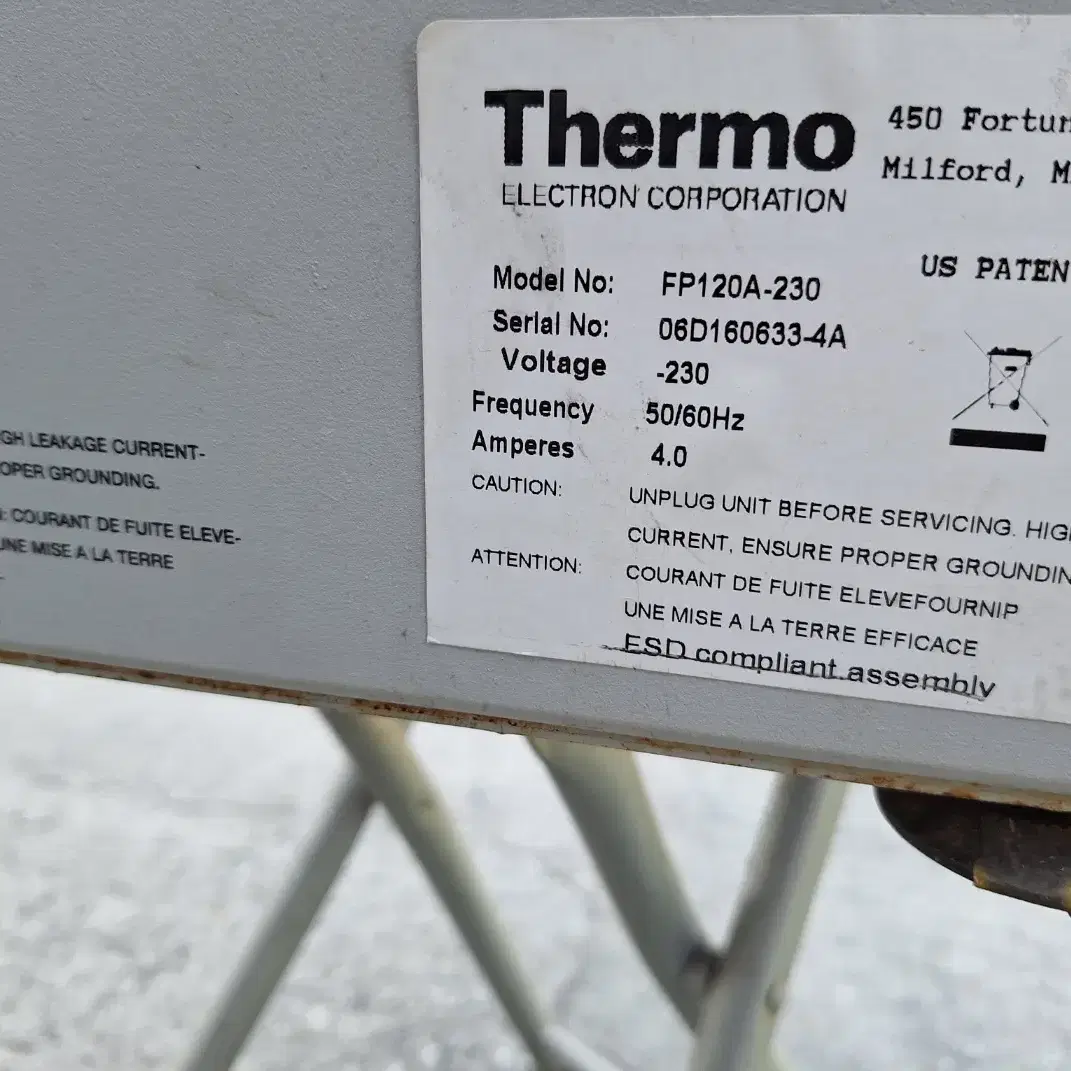 Thermo
ELECTRON CORPORATION
450 Fortun
Milford, M
US PATEN
Model No: FP120A-230
Serial No: 06D160633-4A
Voltage -230
Frequency 50/60Hz
Amperes 4.0
CAUTION: UNPLUG UNIT BEFORE SERVICING. HIG
CURRENT, ENSURE PROPER GROUNDIN
ATTENTION: COURANT DE FUITE ELEVEFOURNIP
UNE MISE A LA TERRE EFFICACE
ESD compliant assembly
GH LEAKAGE CURRENT-
OPER GROUNDING.
: COURANT DE FUITE ELEVE-
UNE MISE A LA TERRE